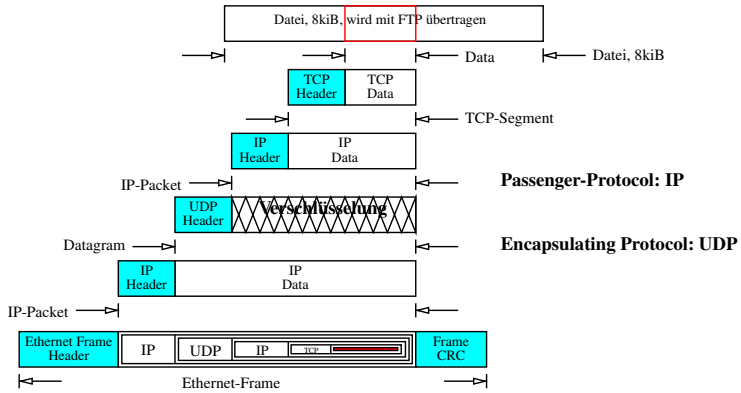 Datei, 8kiB, wird mit FTP übertragen
Data
Datei, 8kiB
TCP
Header
TCP
Data
TCP-Segment
IP
Header
IP
Data
IP-Packet
Passenger-Protocol: IP
UDP
Header
Verschlüsselung
Datagram
Encapsulating Protocol: UDP
IP
Header
IP
Data
IP-Packet
Ethernet Frame
Header
IP
UDP
IP
TCP
Frame
CRC
Ethernet-Frame